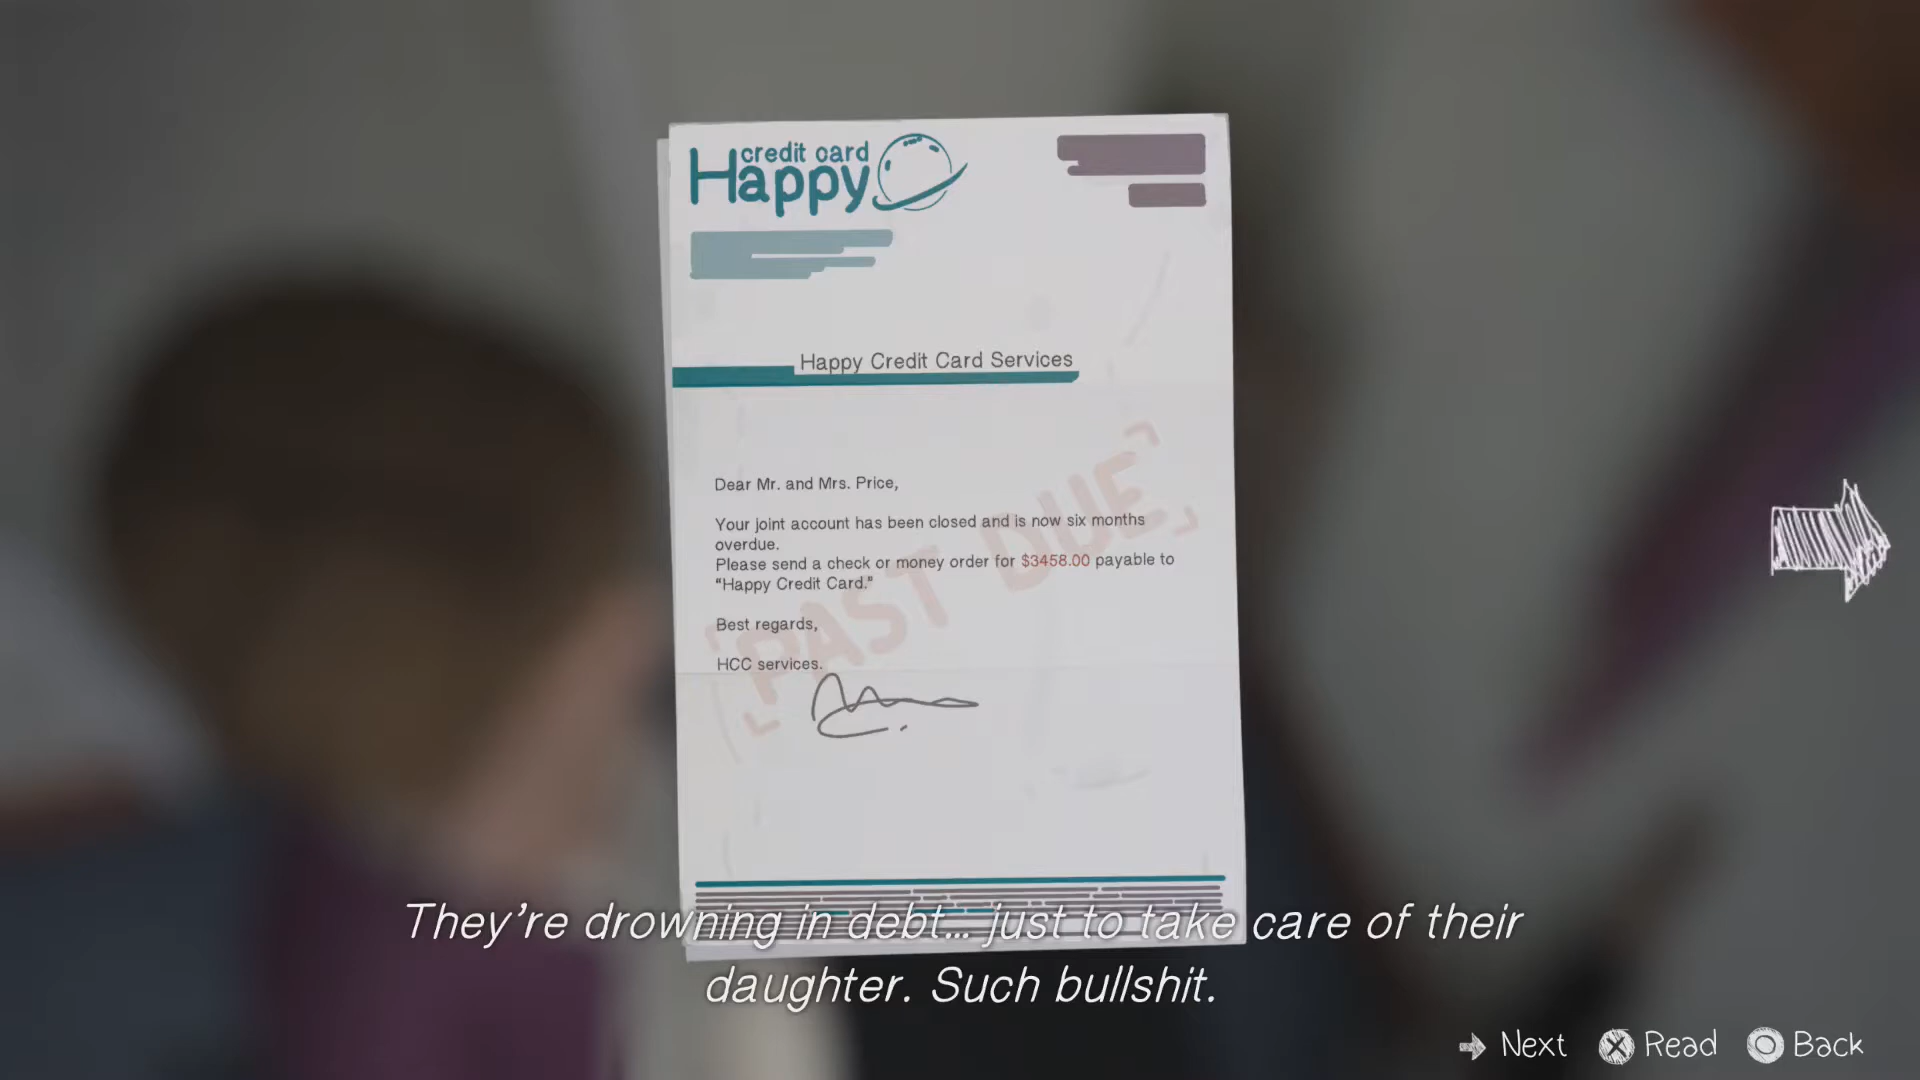 credit card
Happy
Happy Credit Card Services
Dear Mr. and Mrs. Price,
Your joint account has been closed and is now six months
overdue.
Please send a check or money order for $3458.00 payable to
“Happy Credit Card.”
Best regards,
HCC services.
PAST DUE
They’re drowning in debt... just to take care of their
daughter. Such bullshit.
Next Read Back